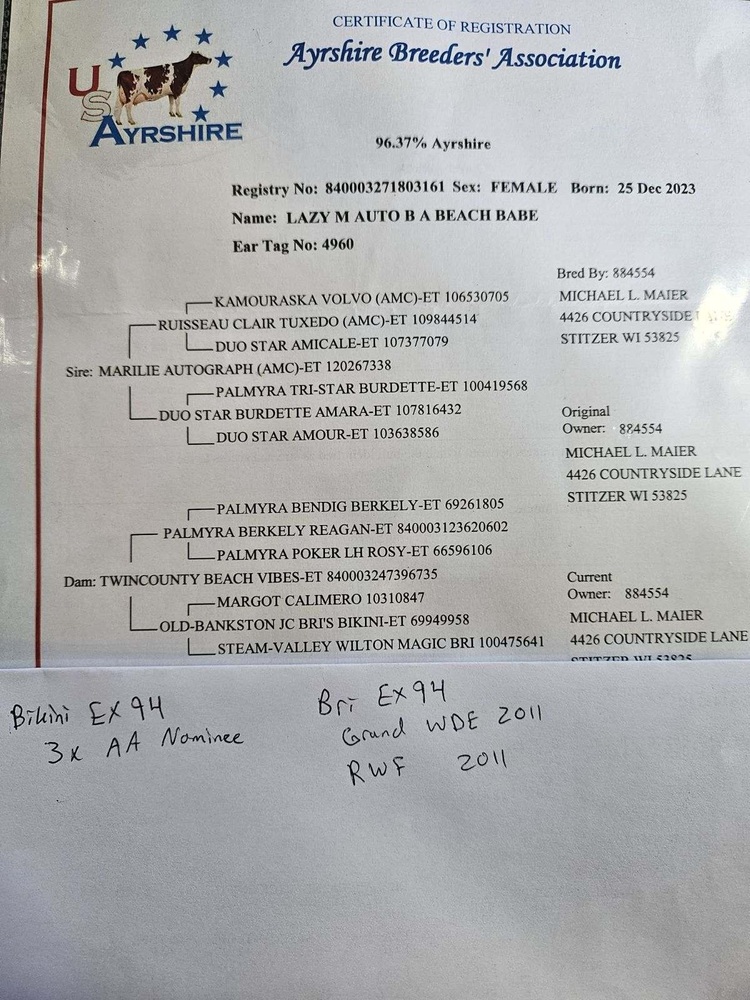 CERTIFICATE OF REGISTRATION
Ayrshire Breeders' Association
US AYRSHIRE
96.37% Ayrshire
Registry No: 840003271803161 Sex: FEMALE Born: 25 Dec 2023
Name: LAZY M AUTO B A BEACH BABE
Ear Tag No: 4960
Bred By: 884554
MICHAEL L. MAIER
4426 COUNTRYSIDE
STITZER WI 53825
KAMOURASKA VOLVO (AMC)-ET 106530705
RUISSEAU CLAIR TUXEDO (AMC)-ET 109844514
DUO STAR AMICALE-ET 107377079
Sire: MARILIE AUTOGRAPH (AMC)-ET 120267338
PALMYRA TRI-STAR BURDETTE-ET 100419568
DUO STAR BURDETTE AMARA-ET 107816432
DUO STAR AMOUR-ET 103638586
Original
Owner: 884554
MICHAEL L. MAIER
4426 COUNTRYSIDE LANE
STITZER WI 53825
PALMYRA BENDIG BERKELY-ET 69261805
PALMYRA BERKELY REAGAN-ET 840003123620602
PALMYRA POKER LH ROSY-ET 66596106
Dam: TWINCOUNTY BEACH VIBES-ET 840003247396735
MARGOT CALIMERO 10310847
OLD-BANKSTON JC BRI'S BIKINI-ET 69949958
STEAM-VALLEY WILTON MAGIC BRI 100475641
Current
Owner: 884554
MICHAEL L. MAIER
4426 COUNTRYSIDE LANE
STITZER WI 53825
Bikini EX 94
3x AA Nominee
Bri EX 94
Grand WDE 2011
RWF 2011